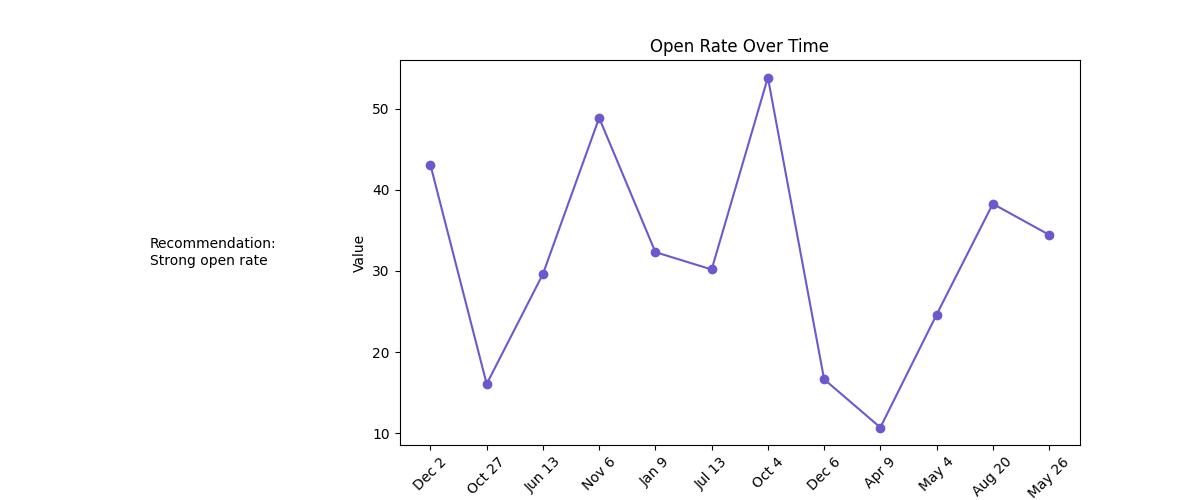 Open Rate Over Time
Recommendation:
Strong open rate
Value
50
40
30
20
10
Dec 2
Oct 27
Jun 13
Nov 6
Jan 9
Jul 13
Oct 4
Dec 6
Apr 9
May 4
Aug 20
May 26